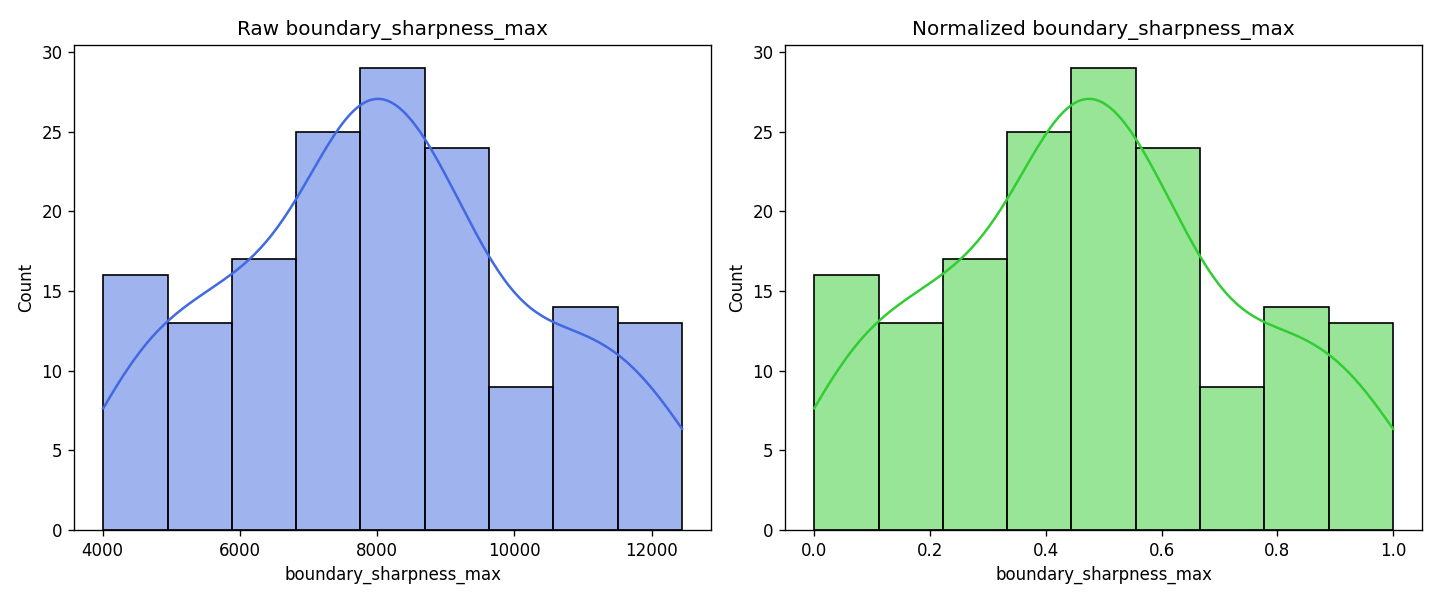 Raw boundary_sharpness_max
30
25
20
15
10
5
0
Count
4000 6000 8000 10000 12000
boundary_sharpness_max
Normalized boundary_sharpness_max
30
25
20
15
10
5
0
Count
0.0 0.2 0.4 0.6 0.8 1.0
boundary_sharpness_max